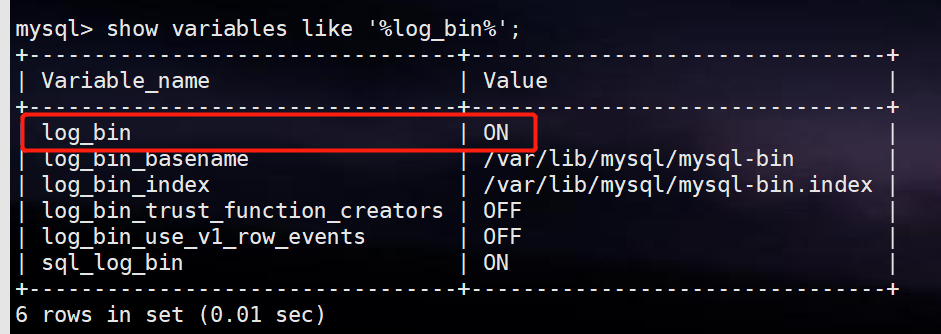 mysql> show variables like '%log_bin%';
+---------------------------------+--------------------------------+
| Variable_name                   | Value                          |
+---------------------------------+--------------------------------+
| log_bin                         | ON                             |
| log_bin_basename                | /var/lib/mysql/mysql-bin       |
| log_bin_index                   | /var/lib/mysql/mysql-bin.index |
| log_bin_trust_function_creators | OFF                            |
| log_bin_use_v1_row_events       | OFF                            |
| sql_log_bin                     | ON                             |
+---------------------------------+--------------------------------+
6 rows in set (0.01 sec)